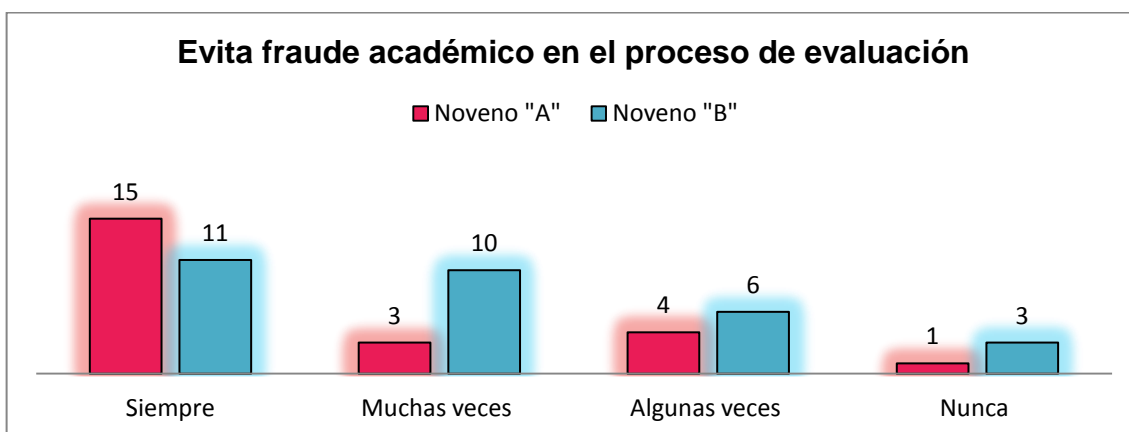 Evita fraude académico en el proceso de evaluación
Noveno "A" Noveno "B"
15
11
3
10
4
6
1
3
Siempre Muchas veces Algunas veces Nunca